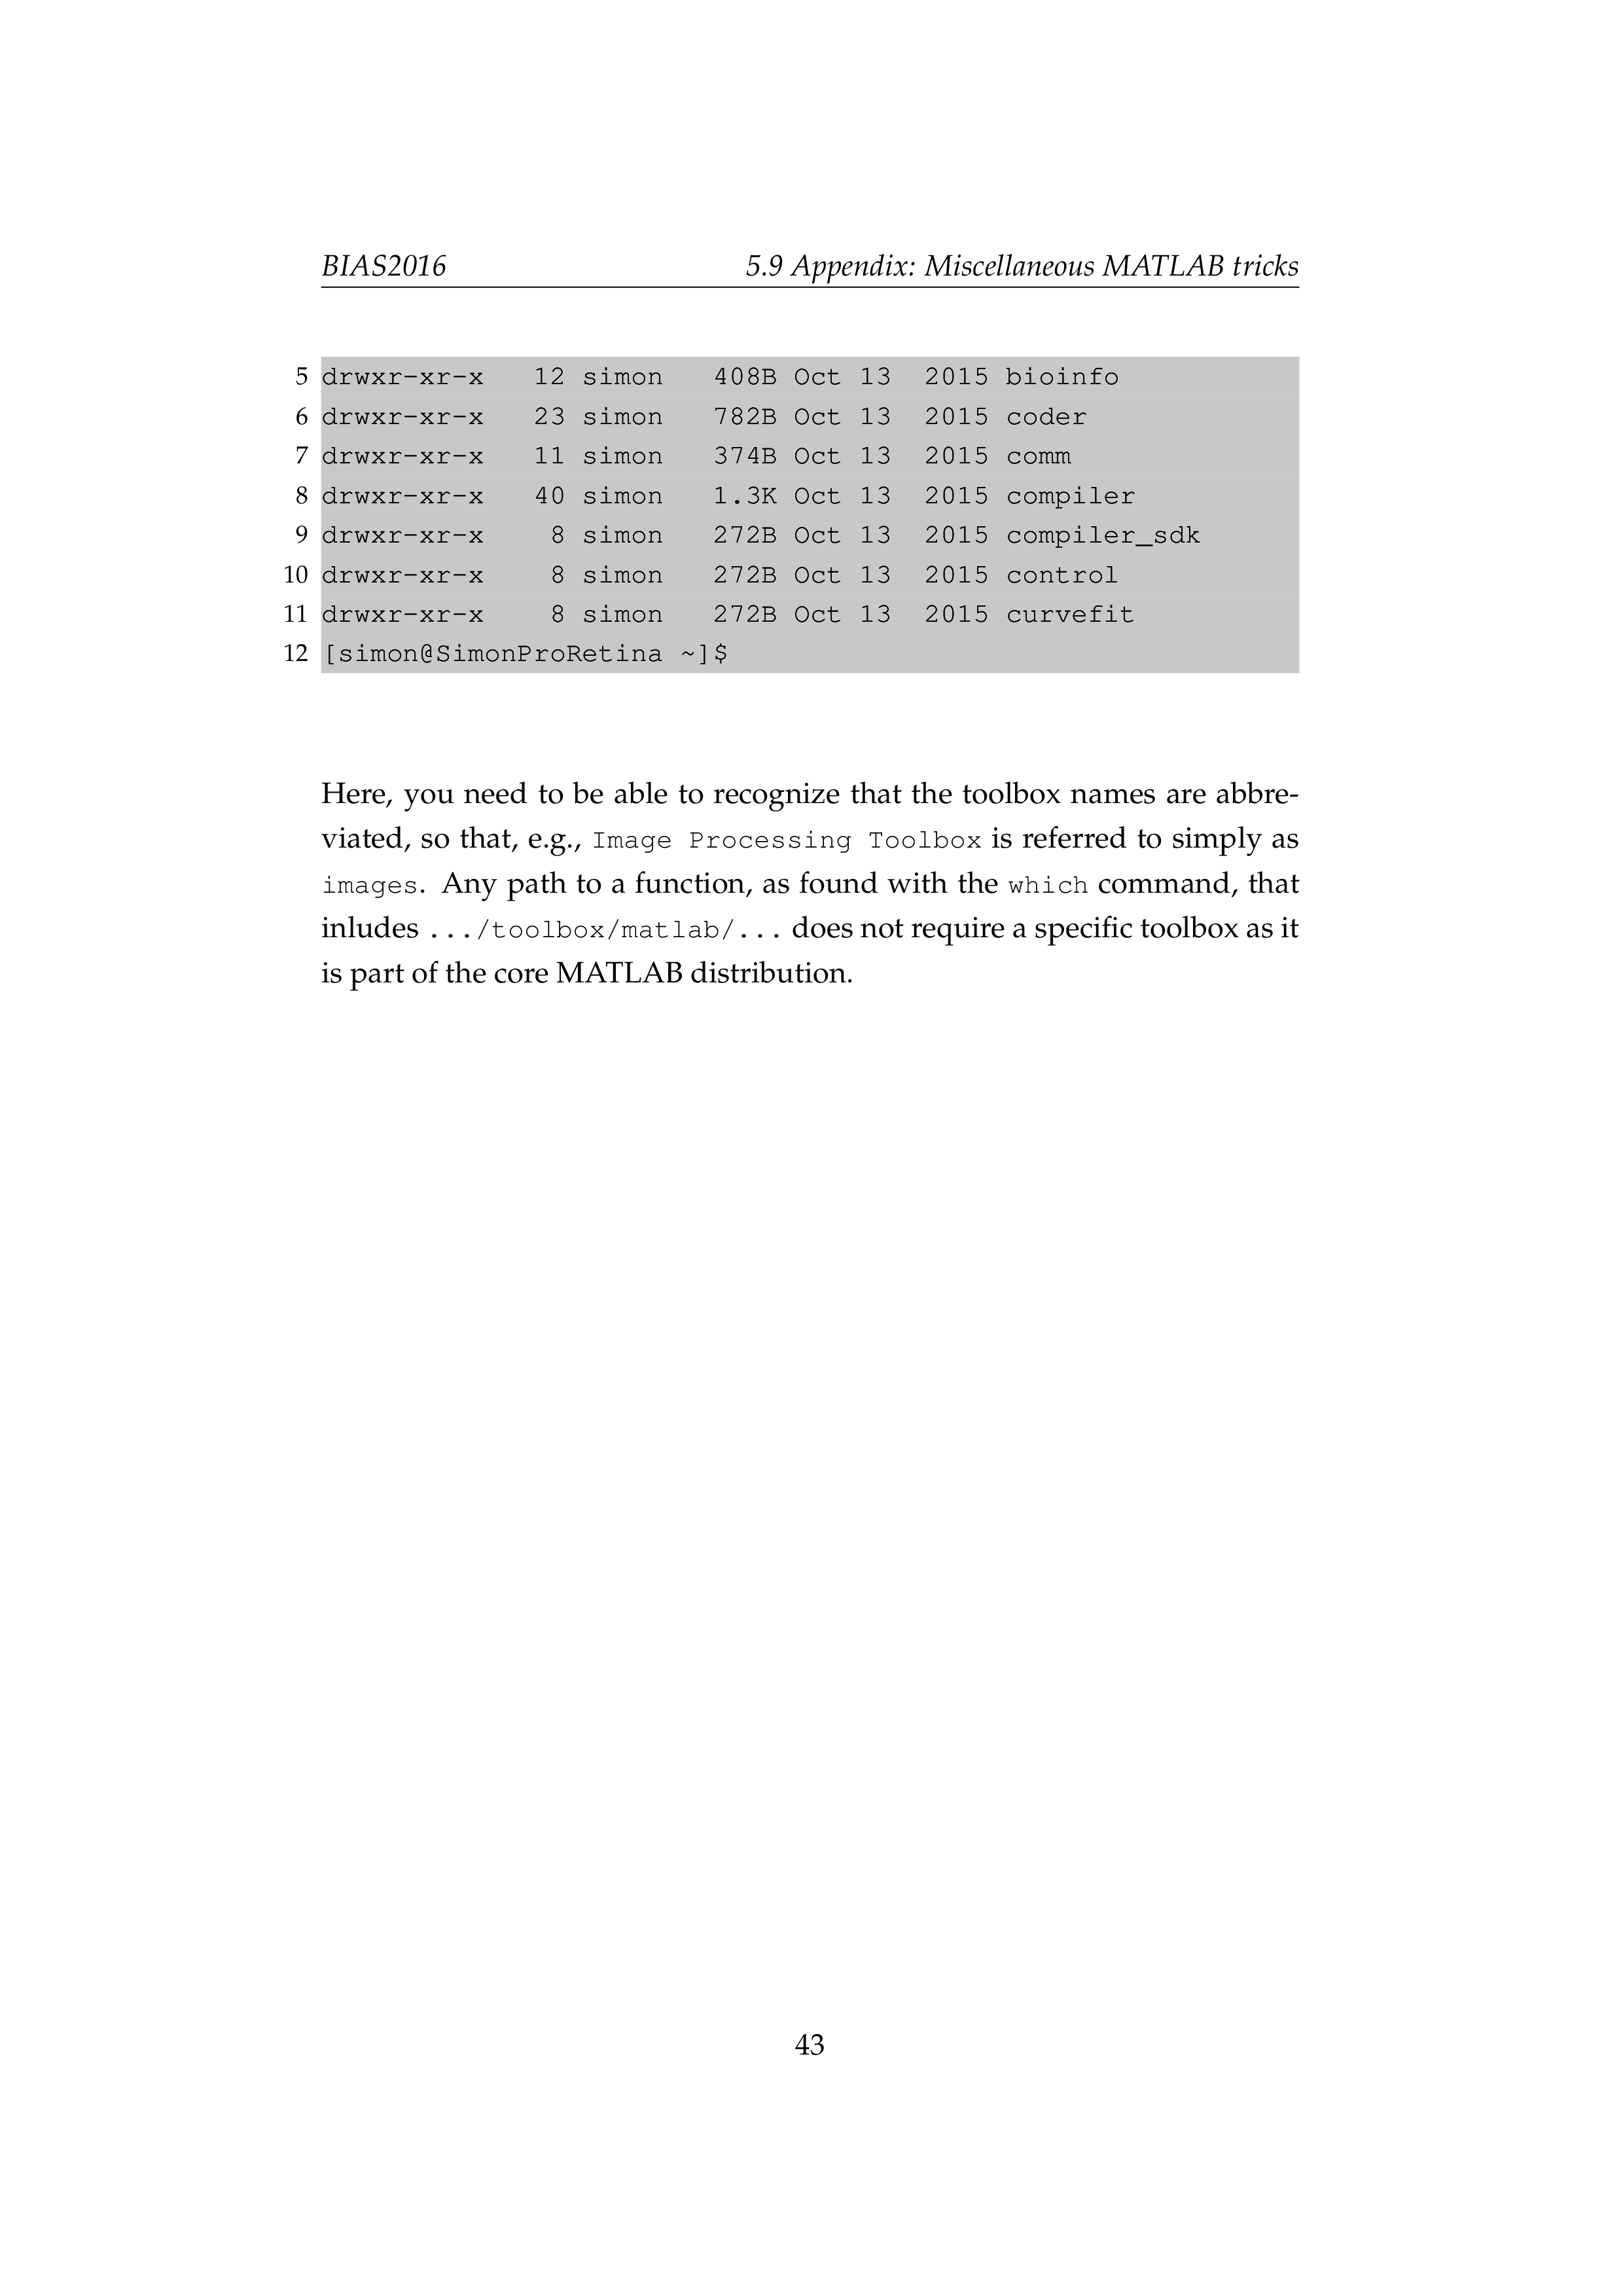 BIAS2016 5.9 Appendix: Miscellaneous MATLAB tricks
5 drwxr-xr-x   12 simon   408B Oct 13  2015 bioinfo
6 drwxr-xr-x   23 simon   782B Oct 13  2015 coder
7 drwxr-xr-x   11 simon   374B Oct 13  2015 comm
8 drwxr-xr-x   40 simon   1.3K Oct 13  2015 compiler
9 drwxr-xr-x    8 simon   272B Oct 13  2015 compiler_sdk
10 drwxr-xr-x    8 simon   272B Oct 13  2015 control
11 drwxr-xr-x    8 simon   272B Oct 13  2015 curvefit
12 [simon@SimonProRetina ~]$
Here, you need to be able to recognize that the toolbox names are abbre-
viated, so that, e.g., Image Processing Toolbox is referred to simply as
images. Any path to a function, as found with the which command, that
inludes .../toolbox/matlab/... does not require a specific toolbox as it
is part of the core MATLAB distribution.
43